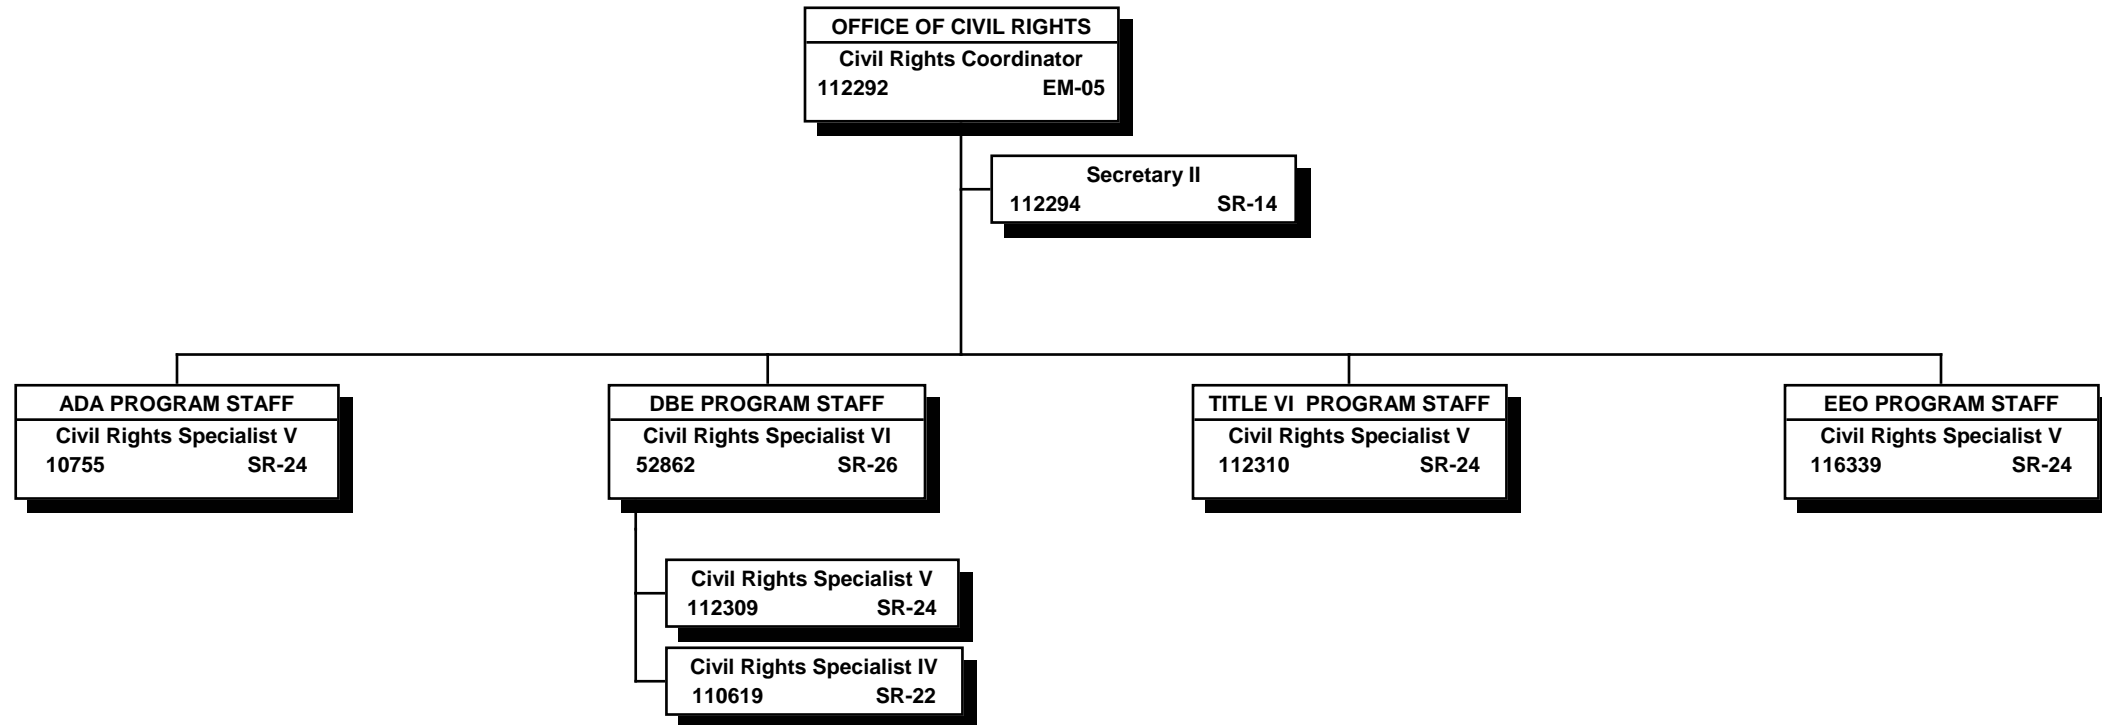 OFFICE OF CIVIL RIGHTS
Civil Rights Coordinator
112292 EM-05
Secretary II
112294 SR-14
ADA PROGRAM STAFF
Civil Rights Specialist V
10755 SR-24
DBE PROGRAM STAFF
Civil Rights Specialist VI
52862 SR-26
Civil Rights Specialist V
112309 SR-24
Civil Rights Specialist IV
110619 SR-22
TITLE VI PROGRAM STAFF
Civil Rights Specialist V
112310 SR-24
EEO PROGRAM STAFF
Civil Rights Specialist V
116339 SR-24